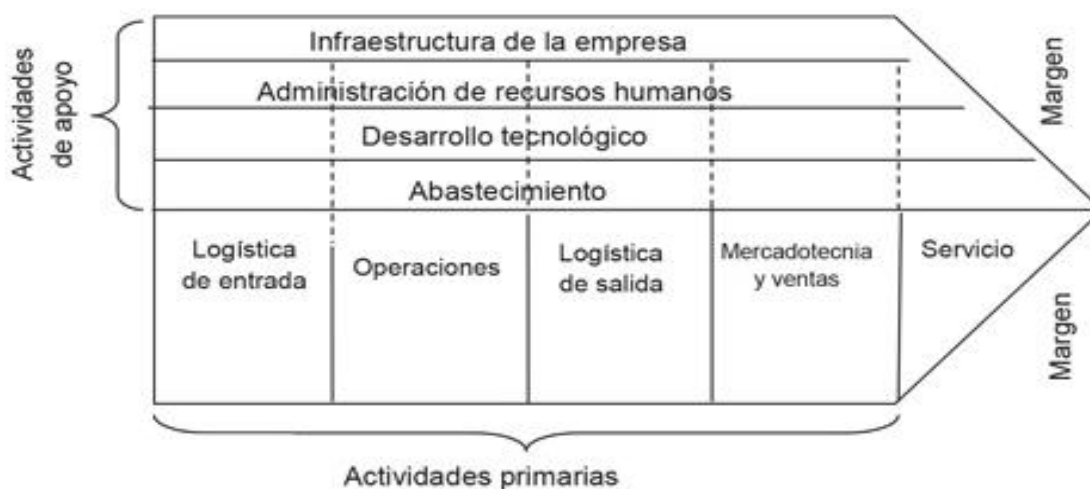 Actividades
de apoyo
Infraestructura de la empresa
Administración de recursos humanos
Desarrollo tecnológico
Abastecimiento
Margen
Logística
de entrada
Operaciones
Logística
de salida
Mercadotecnia
y ventas
Servicio
Margen
Actividades primarias